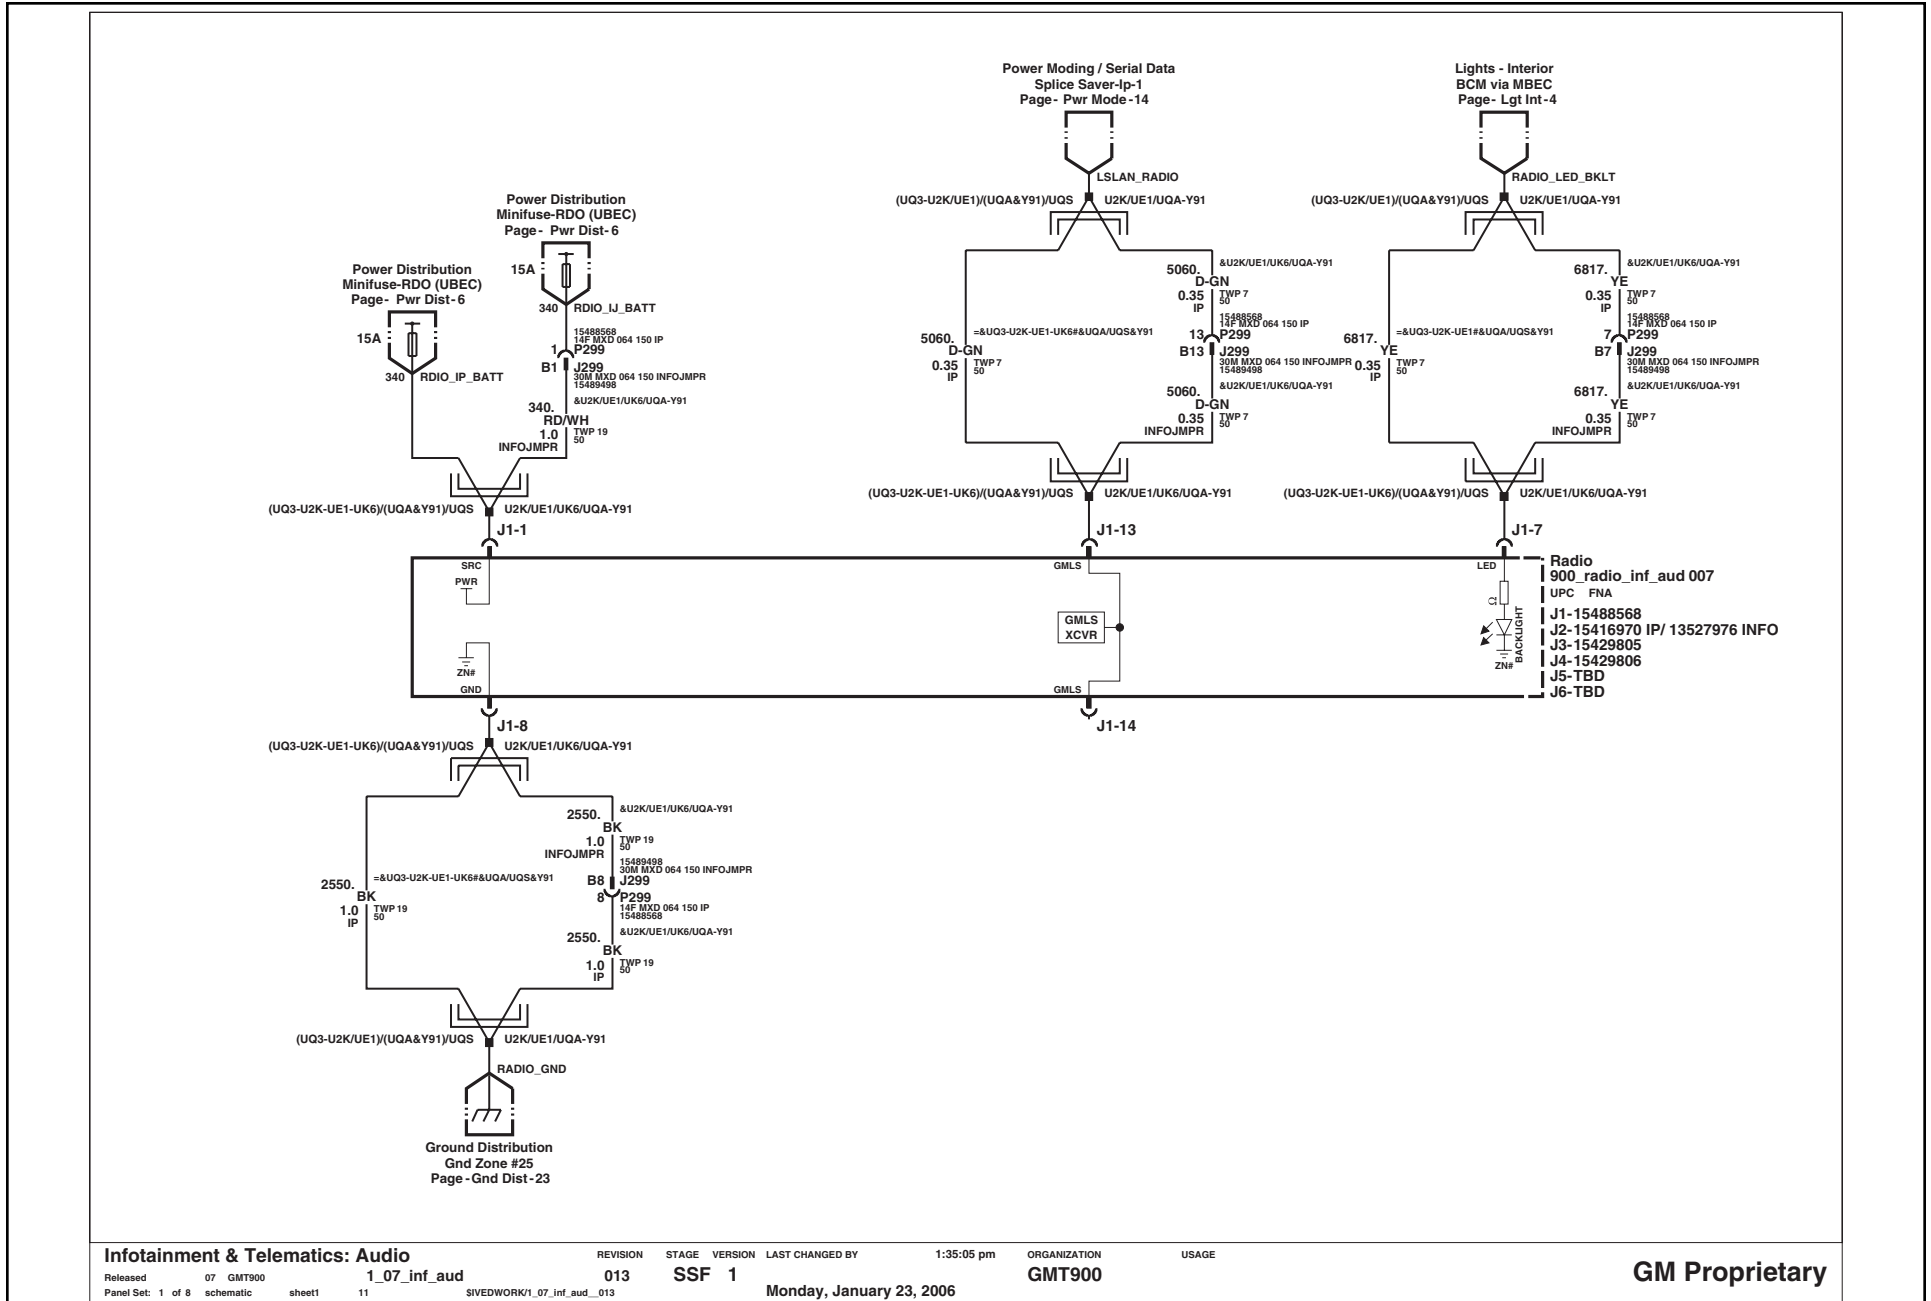 Power Moding / Serial Data
Splice Saver-Ip-1
Page- Pwr Mode-14
Lights - Interior
BCM via MBEC
Page- Lgt Int-4
LSLAN_RADIO
RADIO_LED_BKLT
(UQ3-U2K/UE1)/(UQA&Y91)/UQS
U2K/UE1/UQA-Y91
(UQ3-U2K/UE1)/(UQA&Y91)/UQS
U2K/UE1/UQA-Y91
Power Distribution
Minifuse-RDO (UBEC)
Page- Pwr Dist-6
15A
340
RDIO_IJ_BATT
Power Distribution
Minifuse-RDO (UBEC)
Page- Pwr Dist-6
15A
340
RDIO_IP_BATT
15488568
14F MXD 064 150 IP
1
P299
B1
J299
30M MXD 064 150 INFOJMPR
15489498
&U2K/UE1/UK6/UQA-Y91
340.
RD/WH
1.0
TWP 19
50
INFOJMPR
(UQ3-U2K-UE1-UK6)/(UQA&Y91)/UQS
U2K/UE1/UK6/UQA-Y91
J1-1
&U2K/UE1/UK6/UQA-Y91
5060.
D-GN
0.35
TWP 7
50
IP
=&UQ3-U2K-UE1-UK6#&UQA/UQS&Y91
5060.
D-GN
0.35
TWP 7
50
IP
15488568
14F MXD 064 150 IP
13
P299
B13
J299
30M MXD 064 150 INFOJMPR
15489498
&U2K/UE1/UK6/UQA-Y91
5060.
D-GN
0.35
TWP 7
50
INFOJMPR
(UQ3-U2K-UE1-UK6)/(UQA&Y91)/UQS
U2K/UE1/UK6/UQA-Y91
J1-13
&U2K/UE1/UK6/UQA-Y91
6817.
YE
0.35
TWP 7
50
IP
=&UQ3-U2K-UE1#&UQA/UQS&Y91
6817.
YE
0.35
TWP 7
50
IP
15488568
14F MXD 064 150 IP
7
P299
B7
J299
30M MXD 064 150 INFOJMPR
15489498
&U2K/UE1/UK6/UQA-Y91
6817.
YE
0.35
TWP 7
50
INFOJMPR
(UQ3-U2K-UE1-UK6)/(UQA&Y91)/UQS
U2K/UE1/UK6/UQA-Y91
J1-7
SRC
PWR
GMLS
LED
GMLS
XCVR
Ω
BACKLIGHT
ZN#
ZN#
GND
GMLS
Radio
900_radio_inf_aud 007
UPC FNA
J1-15488568
J2-15416970 IP/ 13527976 INFO
J3-15429805
J4-15429806
J5-TBD
J6-TBD
J1-8
J1-14
(UQ3-U2K-UE1-UK6)/(UQA&Y91)/UQS
U2K/UE1/UK6/UQA-Y91
&U2K/UE1/UK6/UQA-Y91
2550.
BK
1.0
TWP 19
50
INFOJMPR
15489498
30M MXD 064 150 INFOJMPR
B8
J299
8
P299
14F MXD 064 150 IP
15488568
=&UQ3-U2K-UE1-UK6#&UQA/UQS&Y91
2550.
BK
1.0
TWP 19
50
IP
&U2K/UE1/UK6/UQA-Y91
2550.
BK
1.0
TWP 19
50
IP
(UQ3-U2K/UE1)/(UQA&Y91)/UQS
U2K/UE1/UQA-Y91
RADIO_GND
Ground Distribution
Gnd Zone #25
Page-Gnd Dist-23
Infotainment & Telematics: Audio
REVISION STAGE VERSION LAST CHANGED BY 1:35:05 pm ORGANIZATION USAGE
Released 07 GMT900 1_07_inf_aud 013 SSF 1 GMT900
GM Proprietary
Panel Set: 1 of 8 schematic sheet1 11 $IVEDWORK/1_07_inf_aud__013 Monday, January 23, 2006